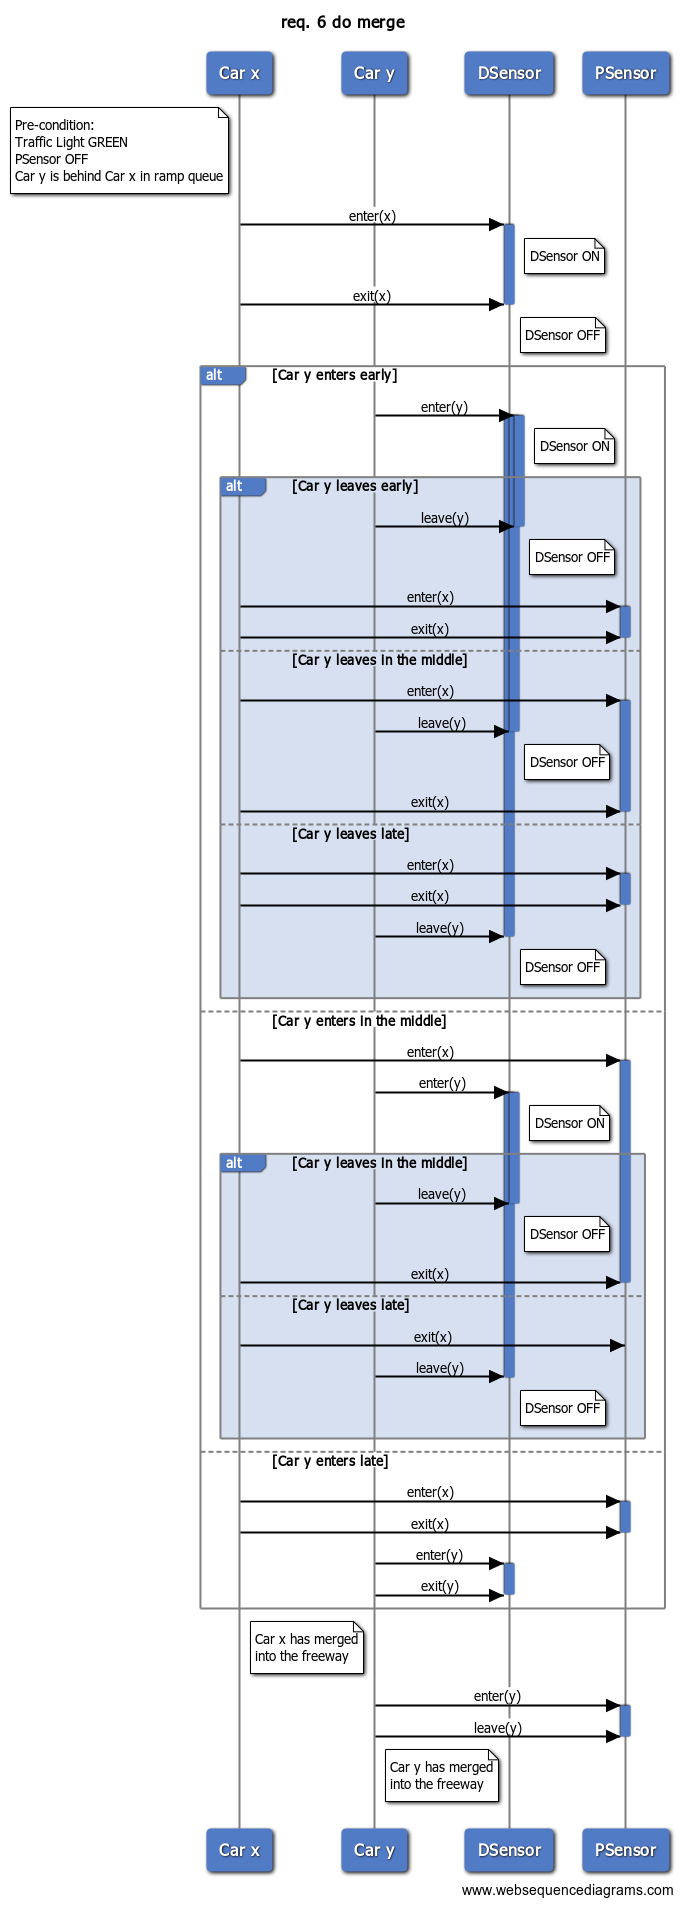 req. 6 do merge
Car x
Car y
DSensor
PSensor
Pre-condition:
Traffic Light GREEN
PSensor OFF
Car y is behind Car x in ramp queue
enter(x)
DSensor ON
exit(x)
DSensor OFF
alt
[Car y enters early]
enter(y)
DSensor ON
alt
[Car y leaves early]
leave(y)
DSensor OFF
enter(x)
exit(x)
[Car y leaves in the middle]
enter(x)
leave(y)
DSensor OFF
exit(x)
[Car y leaves late]
enter(x)
exit(x)
leave(y)
DSensor OFF
[Car y enters in the middle]
enter(x)
enter(y)
DSensor ON
alt
[Car y leaves in the middle]
leave(y)
DSensor OFF
exit(x)
[Car y leaves late]
exit(x)
leave(y)
DSensor OFF
[Car y enters late]
enter(x)
exit(x)
enter(y)
exit(y)
Car x has merged
into the freeway
enter(y)
leave(y)
Car y has merged
into the freeway
Car x
Car y
DSensor
PSensor
www.websequencediagrams.com